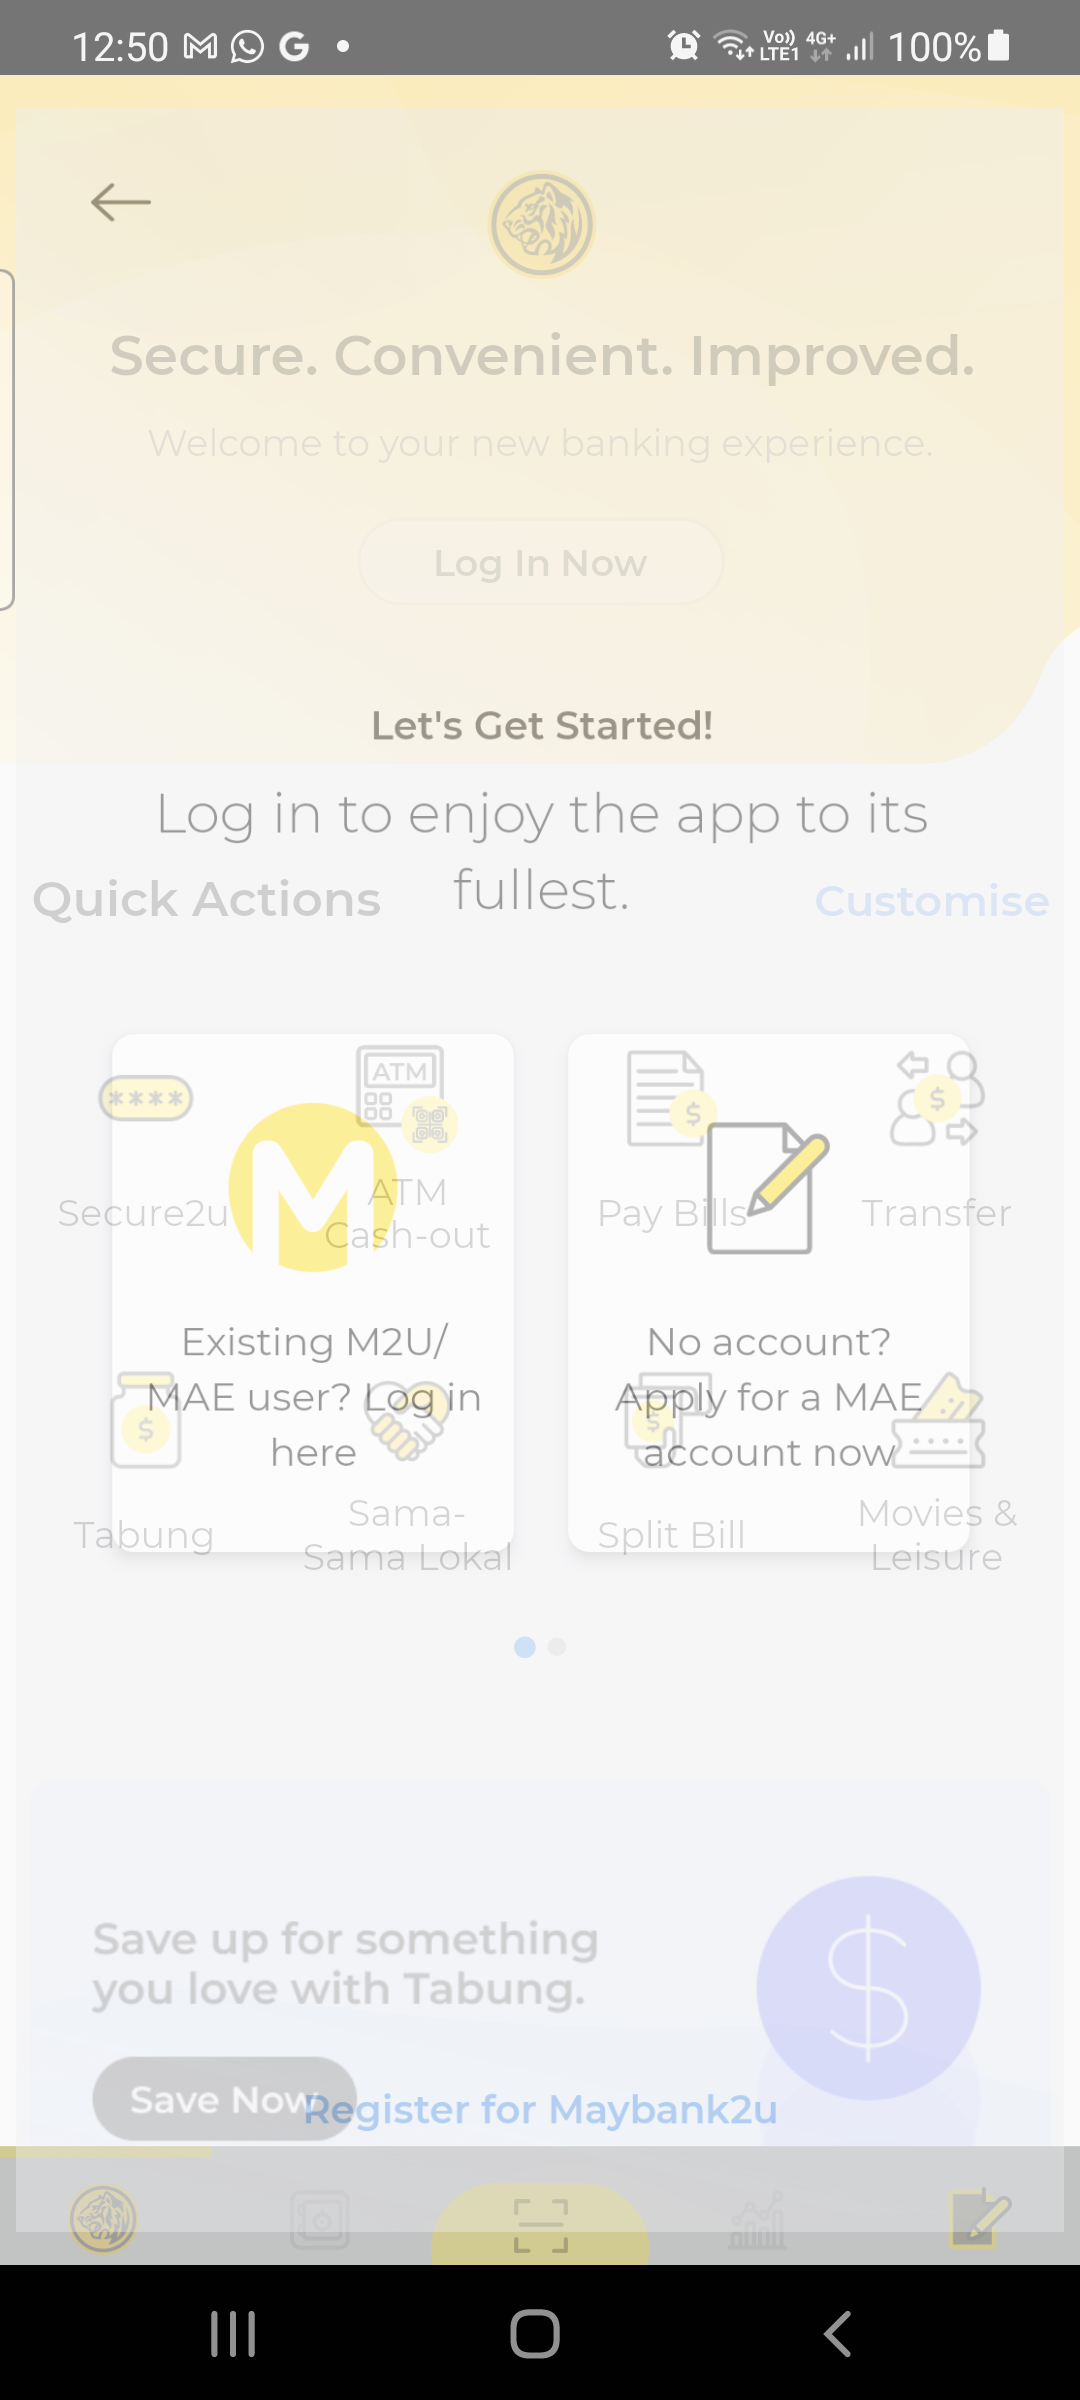 12:50
Vo)) 4G+ 100%
LTE1
Secure. Convenient. Improved.
Welcome to your new banking experience.
Log In Now
Let's Get Started!
Log in to enjoy the app to its
fullest.
Quick Actions
Customise
ATM
Secure2u
ATM
Cash-out
Pay Bills
Transfer
Existing M2U/
MAE user? Log in
here
No account?
Apply for a MAE
account now
Tabung
Sama-
Sama Lokal
Split Bill
Movies &
Leisure
Save up for something
you love with Tabung.
Save Now
Register for Maybank2u